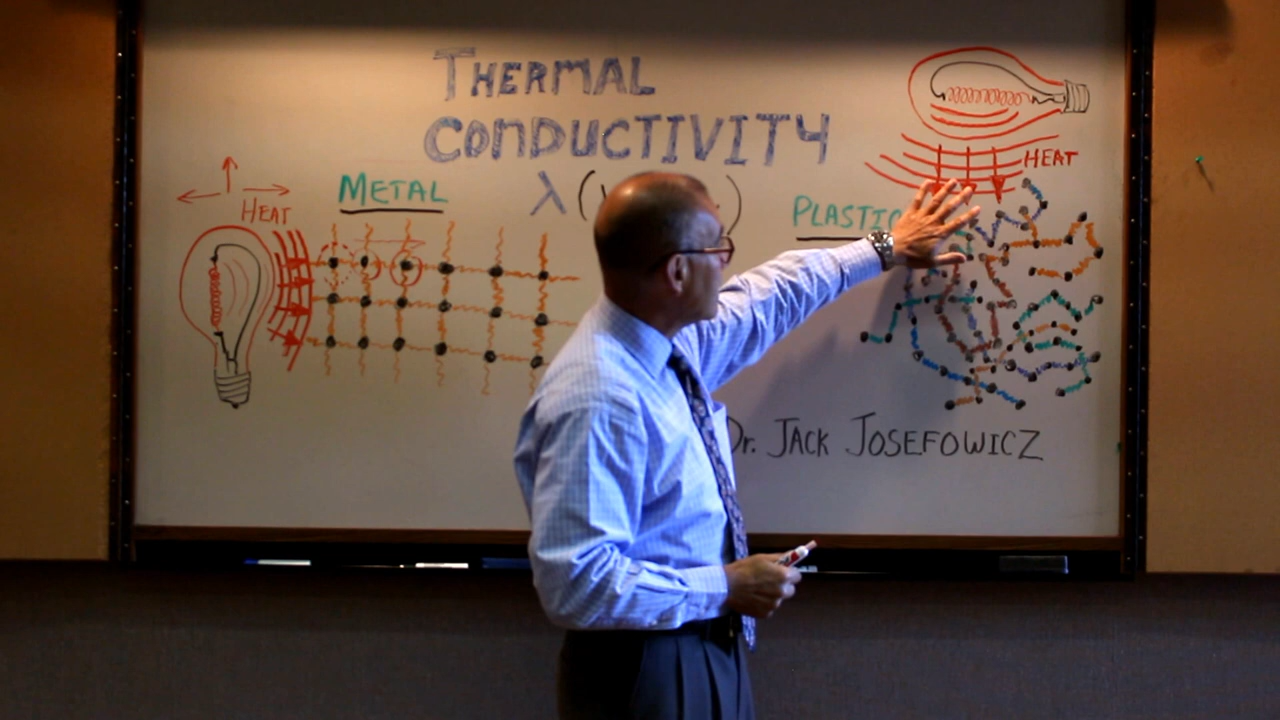 THERMAL
CONDUCTIVITY
λ ( )
METAL
HEAT
PLASTIC
HEAT
Dr. JACK JOSEFOWICZ